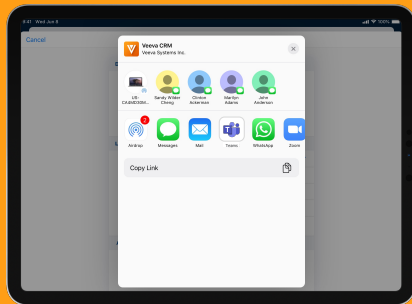 9:41 Wed Jun 9
100%
Cancel
Veeva CRM
Veeva Systems Inc.
Sandy Wilder
Cheng
Clinton
Ackerman
Marilyn
Adams
John
Anderson
2
Airdrop
Messages
Mail
Teams
WhatsApp
Zoom
Copy Link